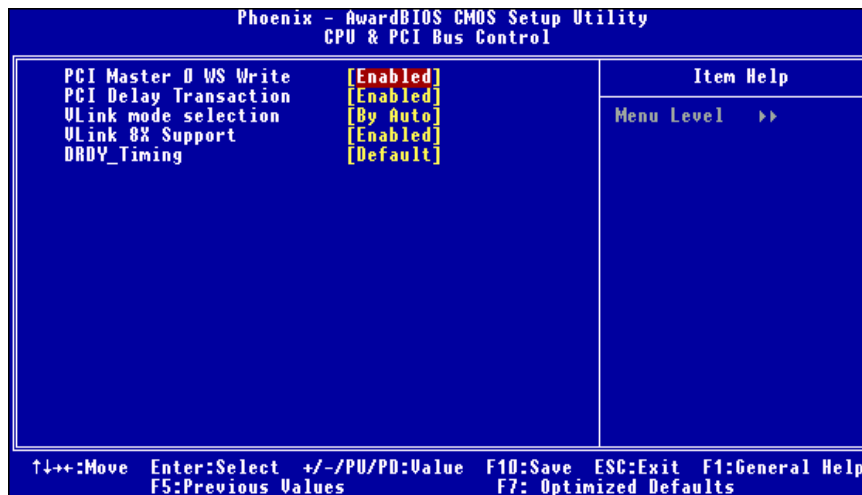 Phoenix - AwardBIOS CMOS Setup Utility
CPU & PCI Bus Control
PCI Master 0 WS Write [Enabled]
PCI Delay Transaction [Enabled]
VLink mode selection [By Auto]
VLink 8X Support [Enabled]
DRDY_Timing [Default]
Item Help
Menu Level ▸▸
↑↓→←:Move Enter:Select +/-/PU/PD:Value F10:Save ESC:Exit F1:General Help
F5:Previous Values F7: Optimized Defaults